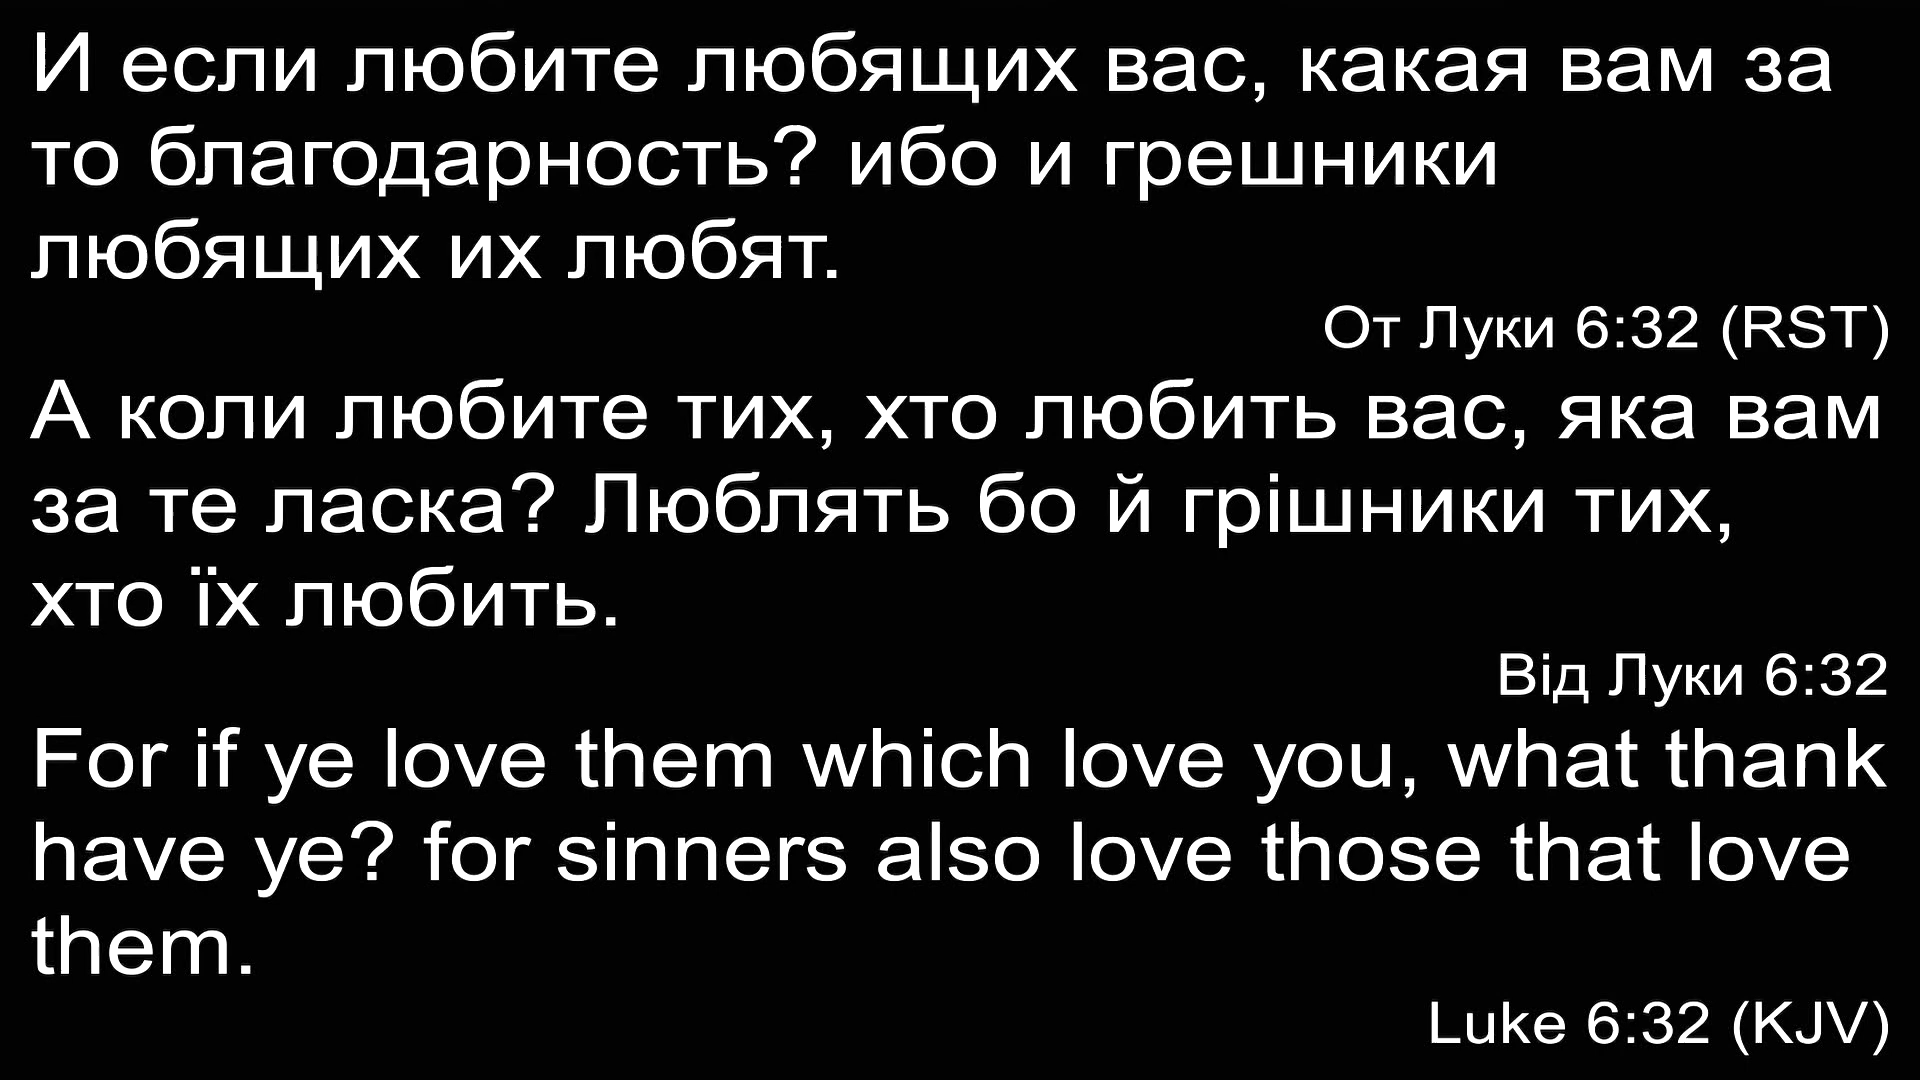 И если любите любящих вас, какая вам за
то благодарность? ибо и грешники
любящих их любят.
От Луки 6:32 (RST)
А коли любите тих, хто любить вас, яка вам
за те ласка? Люблять бо й грішники тих,
хто їх любить.
Від Луки 6:32
For if ye love them which love you, what thank
have ye? for sinners also love those that love
them.
Luke 6:32 (KJV)